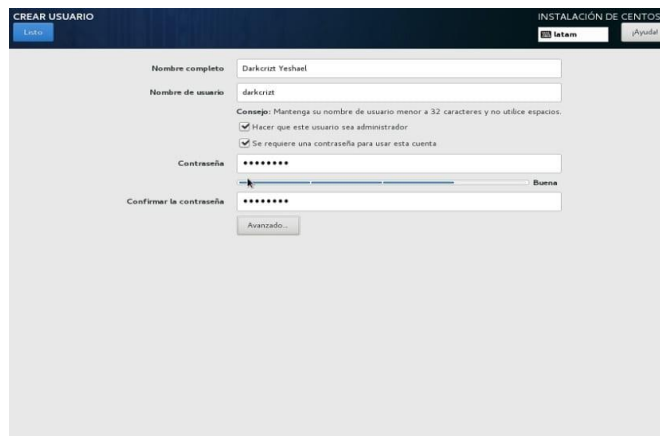 CREAR USUARIO
INSTALACIÓN DE CENTOS
Listo
latam
¡Ayuda!
Nombre completo
Darkcrizt Yeshael
Nombre de usuario
darkcrizt
Consejo: Mantenga su nombre de usuario menor a 32 caracteres y no utilice espacios.
Hacer que este usuario sea administrador
Se requiere una contraseña para usar esta cuenta
Contraseña
••••••••
Buena
Confirmar la contraseña
••••••••
Avanzado...